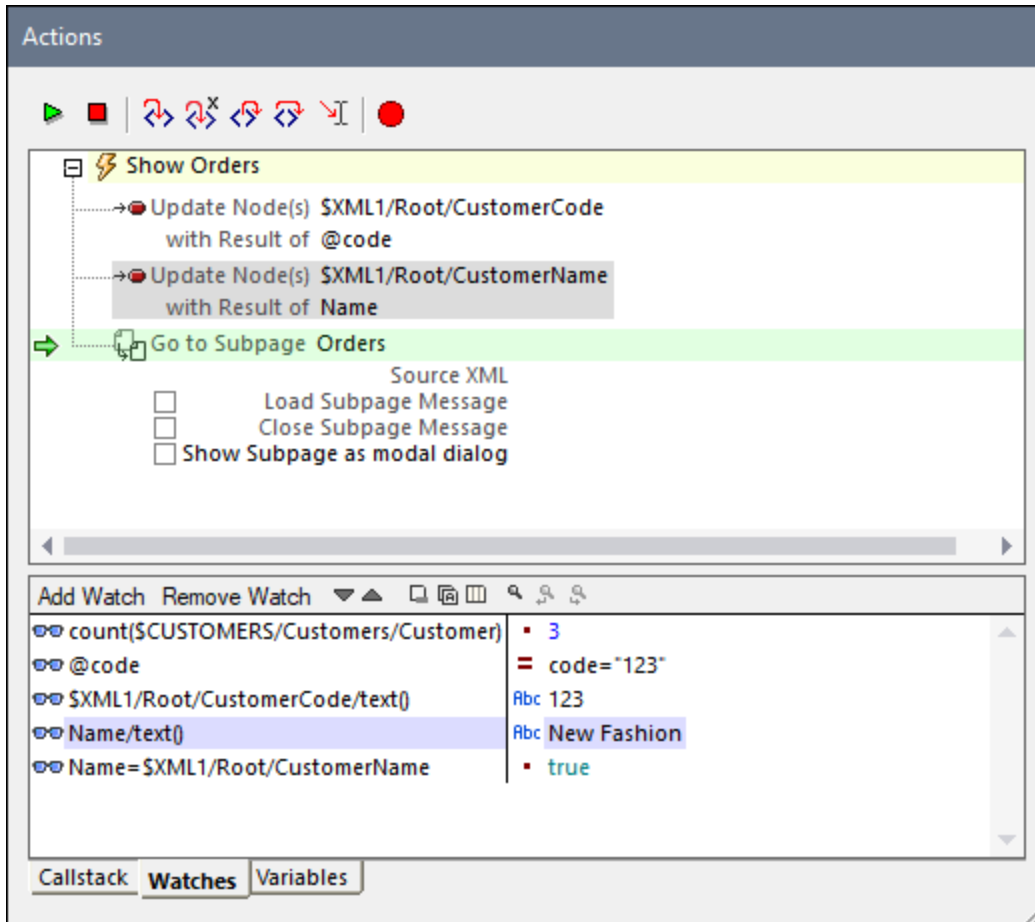 Actions
Show Orders
Update Node(s) $XML1/Root/CustomerCode
with Result of @code
Update Node(s) $XML1/Root/CustomerName
with Result of Name
Go to Subpage Orders
Source XML
Load Subpage Message
Close Subpage Message
Show Subpage as modal dialog
Add Watch Remove Watch
count($CUSTOMERS/Customers/Customer) 3
@code = code="123"
$XML1/Root/CustomerCode/text() Abc 123
Name/text() Abc New Fashion
Name=$XML1/Root/CustomerName true
Callstack Watches Variables